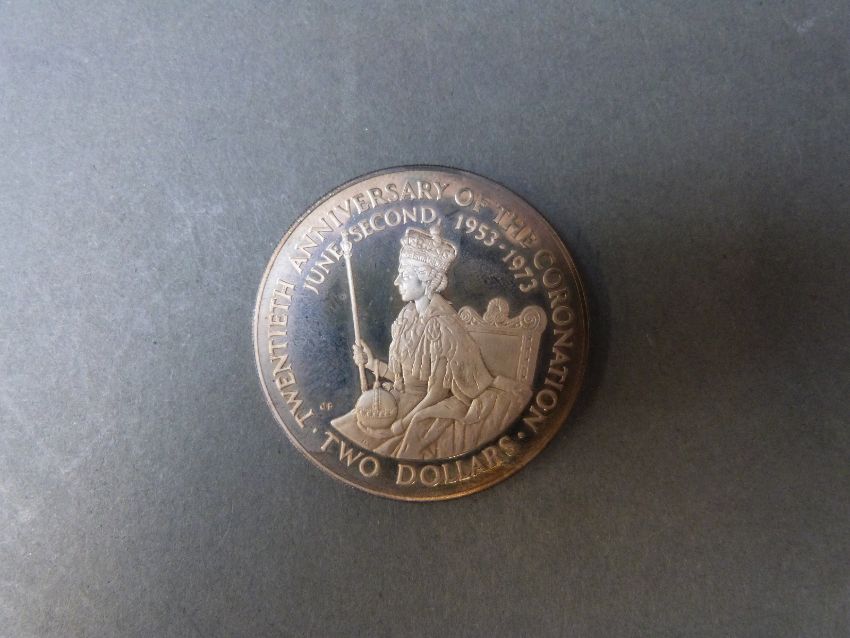 TWENTIETH ANNIVERSARY OF THE CORONATION
JUNE SECOND, 1953-1973
· TWO DOLLARS ·